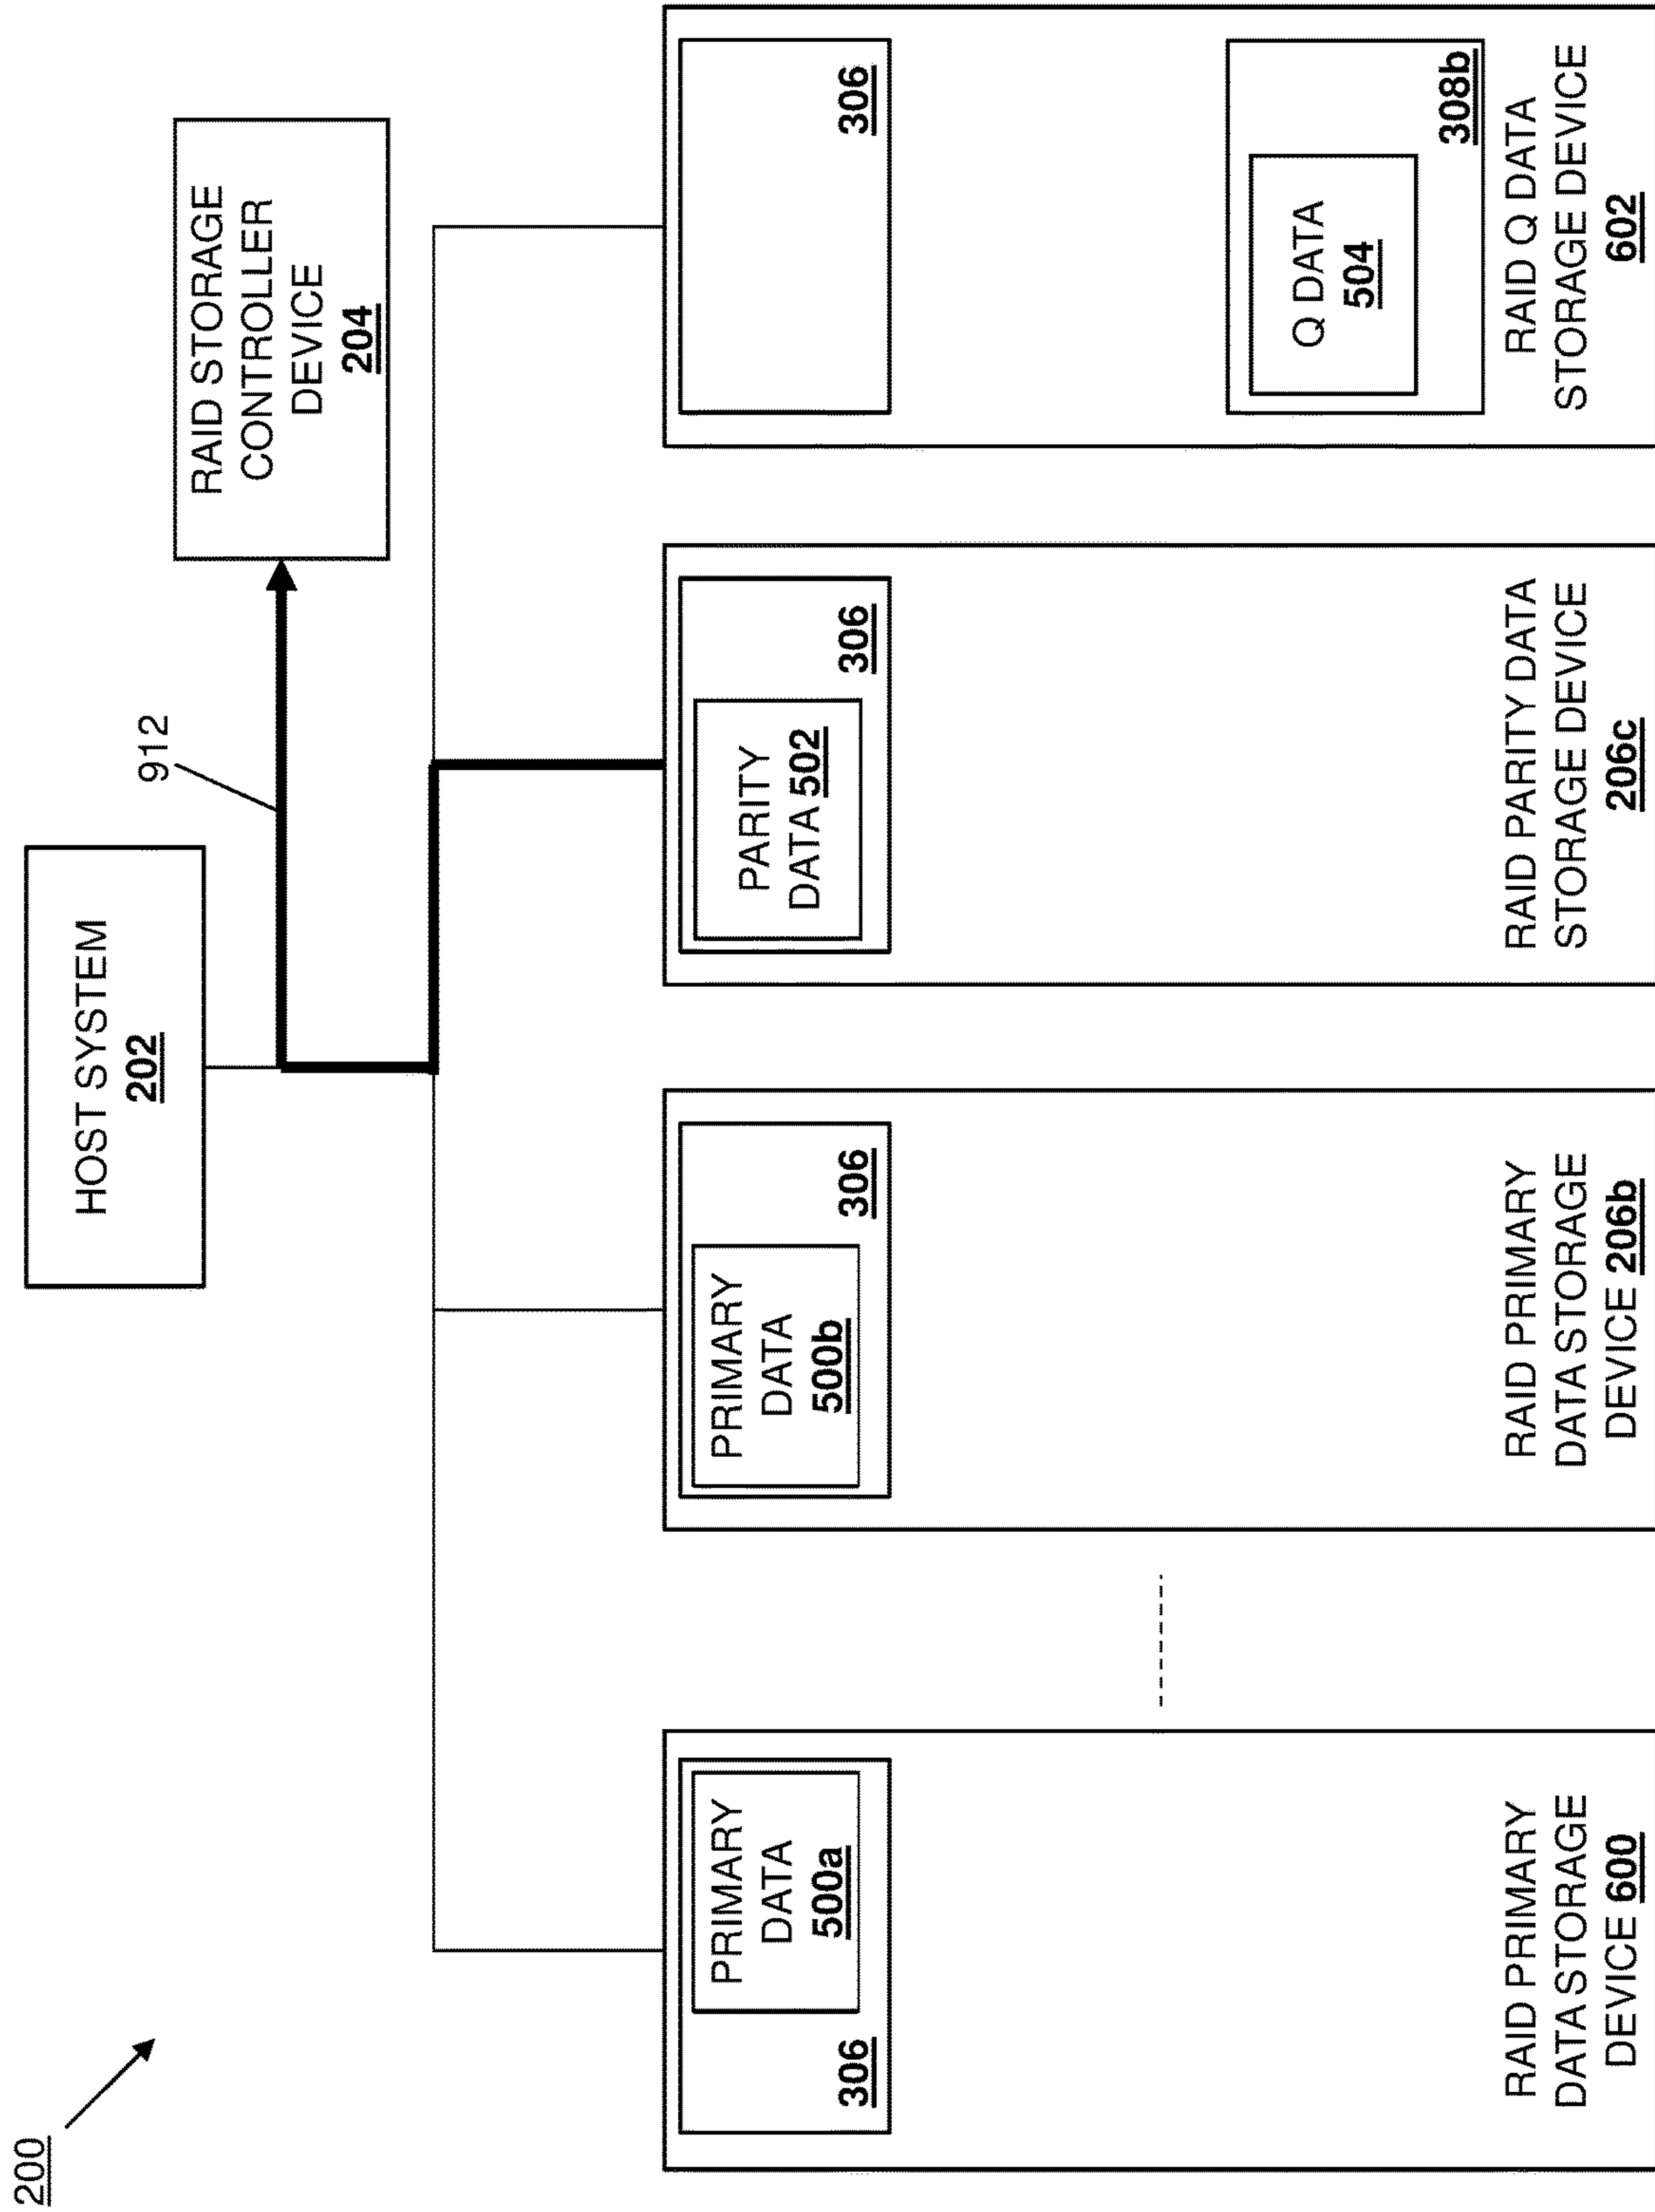 200
HOST SYSTEM
202
912
RAID STORAGE
CONTROLLER
DEVICE
204
PRIMARY
DATA
500a
306
RAID PRIMARY
DATA STORAGE
DEVICE 600
PRIMARY
DATA
500b
306
RAID PRIMARY
DATA STORAGE
DEVICE 206b
PARITY
DATA 502
306
RAID PARITY DATA
STORAGE DEVICE
206c
306
Q DATA
504
308b
RAID Q DATA
STORAGE DEVICE
602